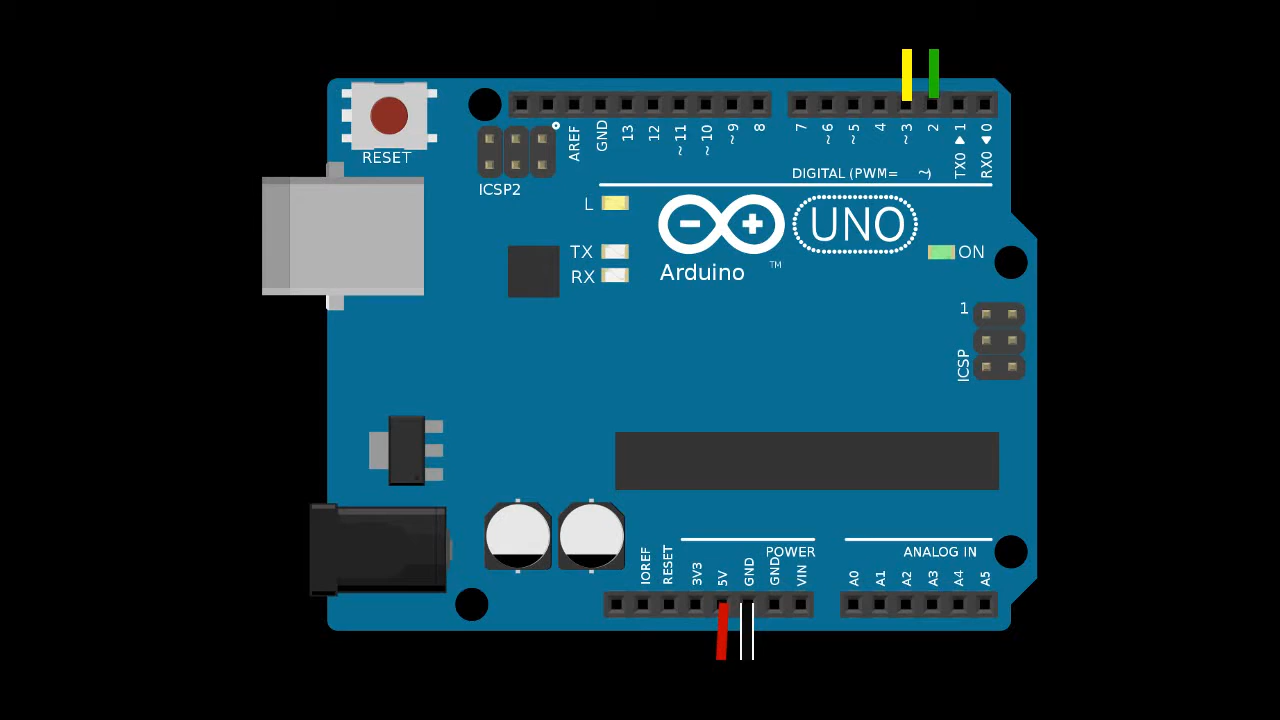 RESET
ICSP2
AREF
GND
13
12
~11
~10
~9
8
7
~6
~5
4
~3
2
TX0 ▶ 1
RX0 ◀ 0
DIGITAL (PWM= ~)
L
TX
RX
UNO
Arduino
TM
ON
1
ICSP
IOREF
RESET
3V3
5V
GND
GND
VIN
POWER
ANALOG IN
A0
A1
A2
A3
A4
A5